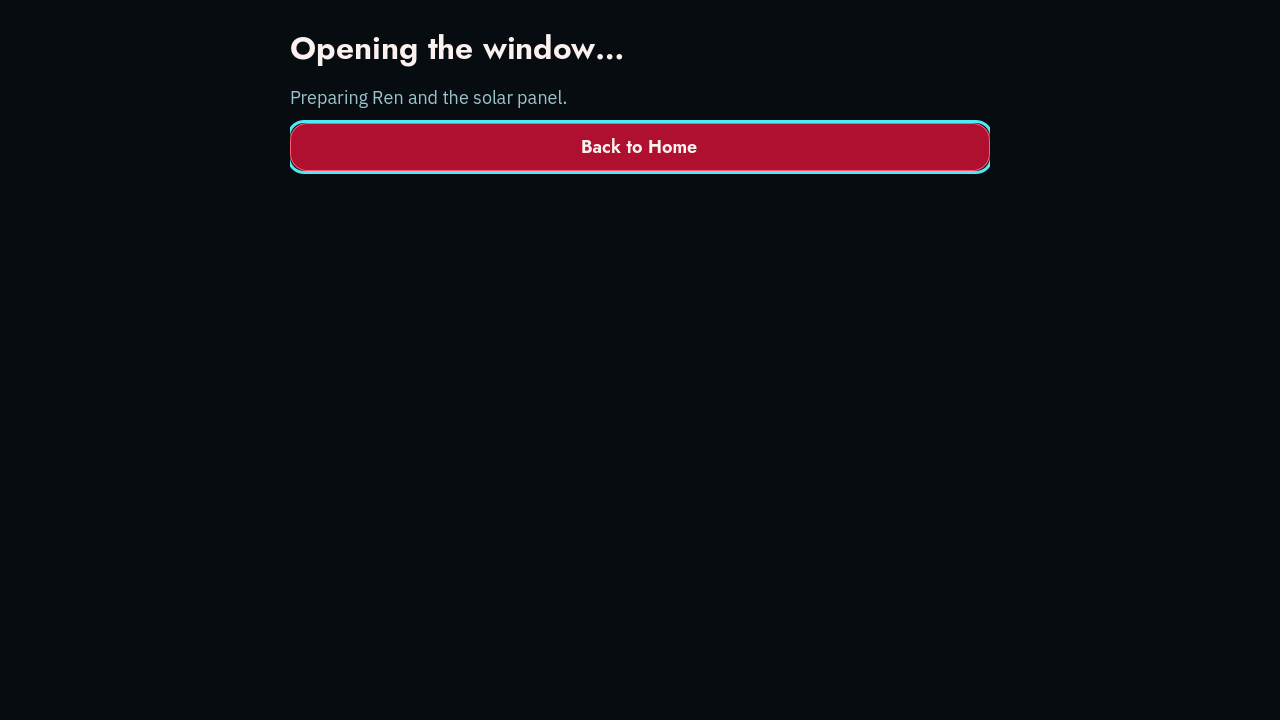 Opening the window...
Preparing Ren and the solar panel.
Back to Home